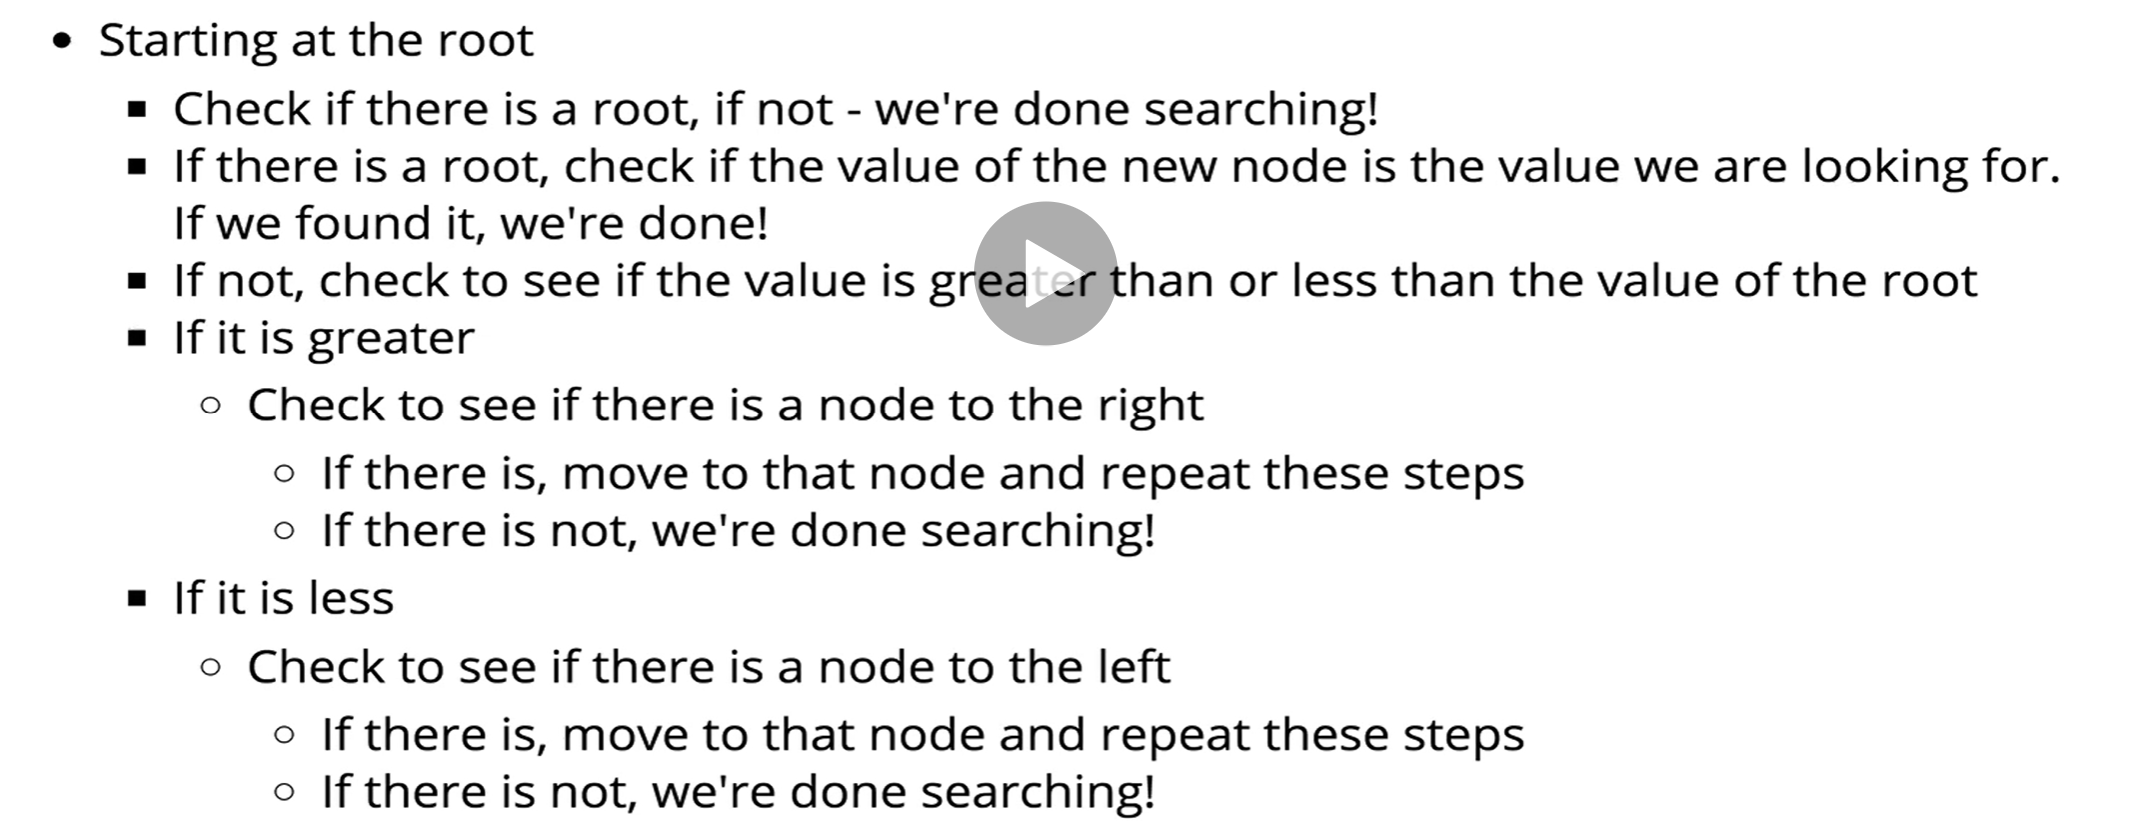 Starting at the root
Check if there is a root, if not - we're done searching!
If there is a root, check if the value of the new node is the value we are looking for.
If we found it, we're done!
If not, check to see if the value is greater than or less than the value of the root
If it is greater
Check to see if there is a node to the right
If there is, move to that node and repeat these steps
If there is not, we're done searching!
If it is less
Check to see if there is a node to the left
If there is, move to that node and repeat these steps
If there is not, we're done searching!